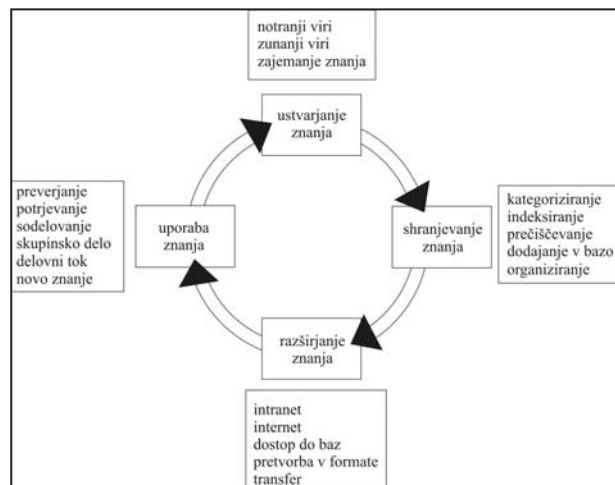 notranji viri
zunanji viri
zajemanje znanja
ustvarjanje
znanja
preverjanje
potrjevanje
sodelovanje
skupinsko delo
delovni tok
novo znanje
uporaba
znanja
shranjevanje
znanja
kategoriziranje
indeksiranje
prečiščevanje
dodajanje v bazo
organiziranje
razširjanje
znanja
intranet
internet
dostop do baz
pretvorba v formate
transfer